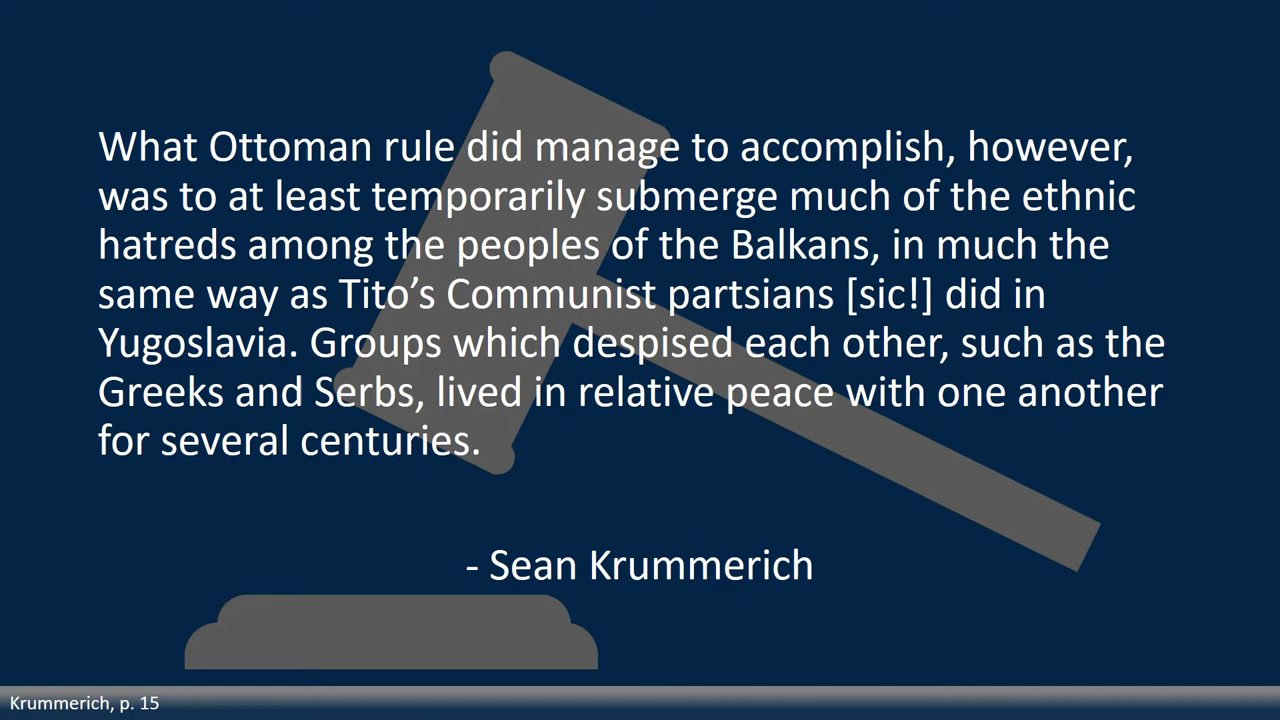 What Ottoman rule did manage to accomplish, however,
was to at least temporarily submerge much of the ethnic
hatreds among the peoples of the Balkans, in much the
same way as Tito’s Communist partsians [sic!] did in
Yugoslavia. Groups which despised each other, such as the
Greeks and Serbs, lived in relative peace with one another
for several centuries.
- Sean Krummerich
Krummerich, p. 15